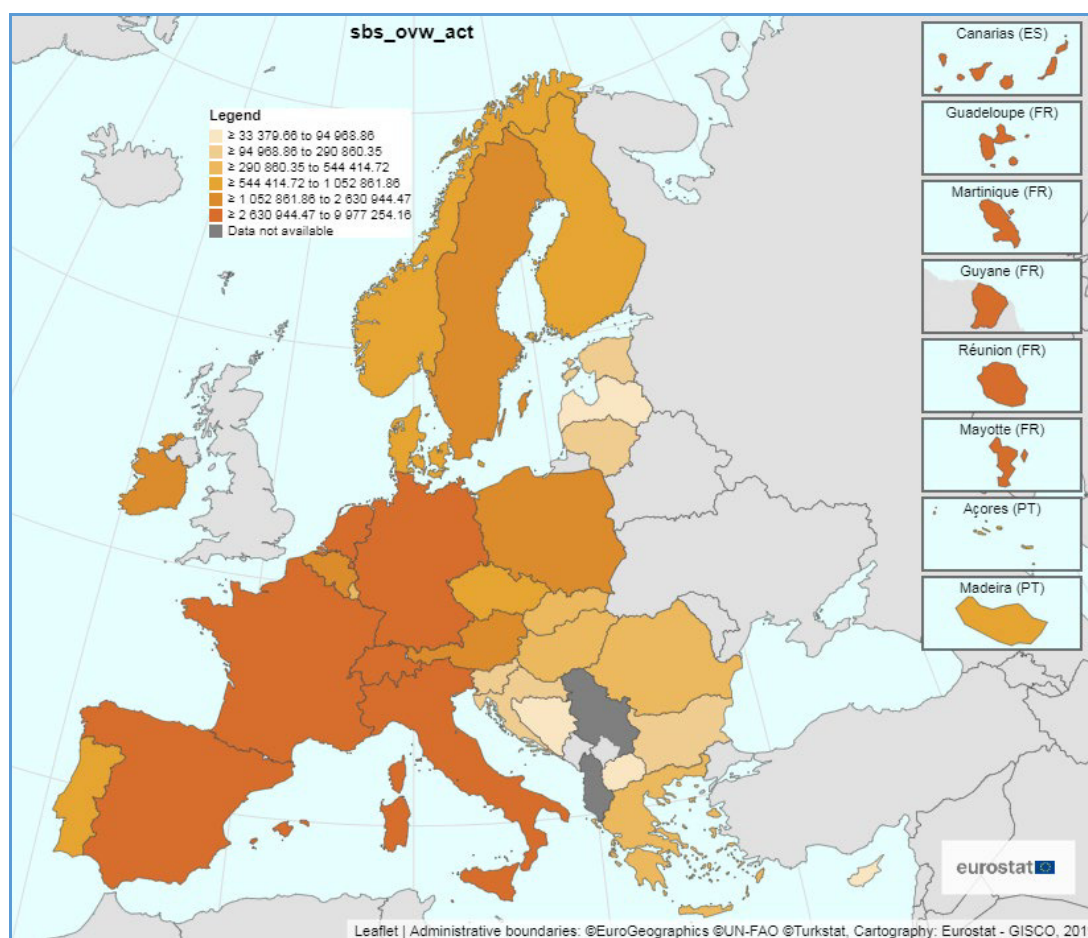 sbs_ovw_act
Legend
≥ 33 379.66 to 94 968.86
≥ 94 968.86 to 290 860.35
≥ 290 860.35 to 544 414.72
≥ 544 414.72 to 1 052 861.86
≥ 1 052 861.86 to 2 630 944.47
≥ 2 630 944.47 to 9 977 254.16
Data not available
Canarias (ES)
Guadeloupe (FR)
Martinique (FR)
Guyane (FR)
Réunion (FR)
Mayotte (FR)
Açores (PT)
Madeira (PT)
eurostat
Leaflet | Administrative boundaries: ©EuroGeographics ©UN-FAO ©Turkstat, Cartography: Eurostat - GISCO, 201